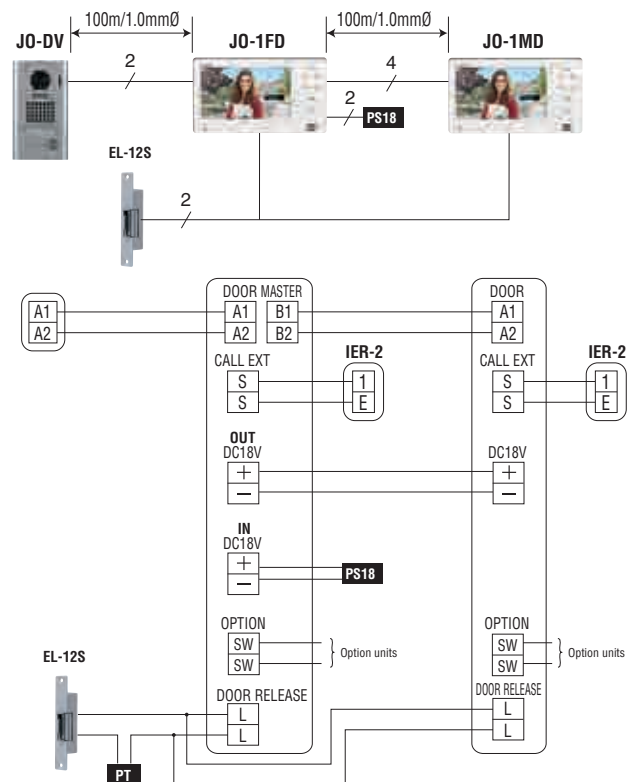 100m/1.0mmØ 100m/1.0mmØ
JO-DV JO-1FD JO-1MD
2 4
2 PS18
EL-12S
2
DOOR MASTER DOOR
A1 A1 B1 A1
A2 A2 B2 A2
CALL EXT IER-2 CALL EXT IER-2
S 1 S 1
S E S E
OUT
DC18V DC18V
+ +
– –
IN
DC18V
+
– PS18
OPTION OPTION
SW SW
SW Option units SW Option units
EL-12S
DOOR RELEASE DOOR RELEASE
L L
L L
PT